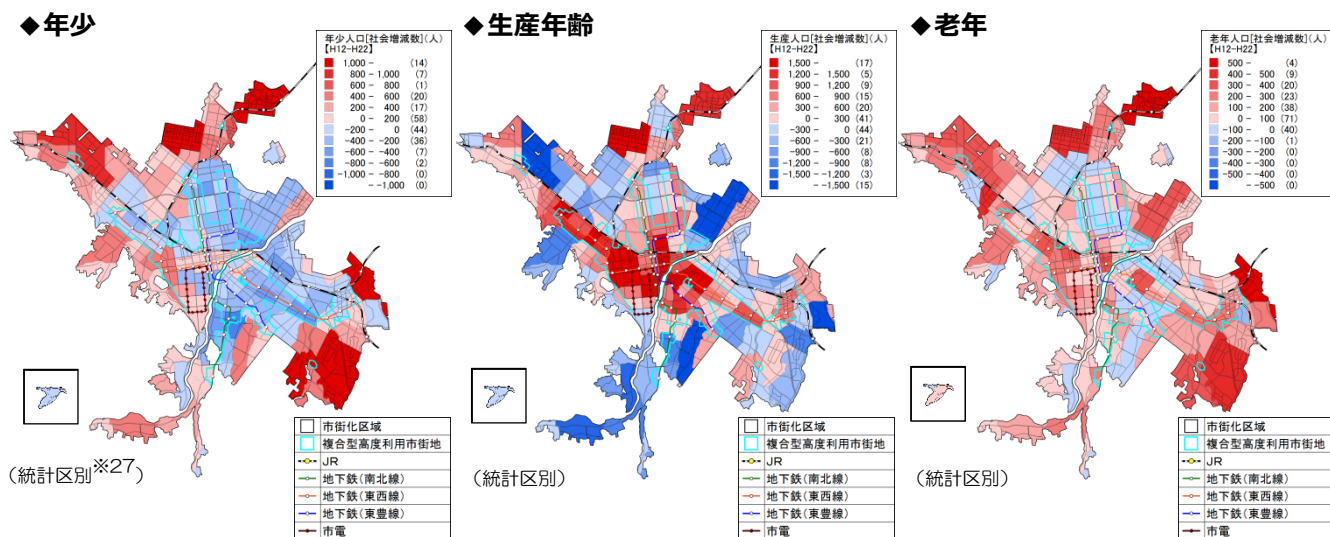 ◆年少
年少人口[社会増減数](人)
【H12-H22】
1,000 - (14)
800 - 1,000 (7)
600 - 800 (1)
400 - 600 (20)
200 - 400 (17)
0 - 200 (58)
-200 - 0 (44)
-400 - -200 (36)
-600 - -400 (7)
-800 - -600 (2)
-1,000 - -800 (0)
- -1,000 (0)
(統計区別※27)
市街化区域
複合型高度利用市街地
JR
地下鉄(南北線)
地下鉄(東西線)
地下鉄(東豊線)
市電
◆生産年齢
生産人口[社会増減数](人)
【H12-H22】
1,500 - (17)
1,200 - 1,500 (5)
900 - 1,200 (9)
600 - 900 (15)
300 - 600 (20)
0 - 300 (41)
-300 - 0 (44)
-600 - -300 (21)
-900 - -600 (8)
-1,200 - -900 (8)
-1,500 - -1,200 (3)
- -1,500 (15)
(統計区別)
市街化区域
複合型高度利用市街地
JR
地下鉄(南北線)
地下鉄(東西線)
地下鉄(東豊線)
市電
◆老年
老年人口[社会増減数](人)
【H12-H22】
500 - (4)
400 - 500 (9)
300 - 400 (20)
200 - 300 (23)
100 - 200 (38)
0 - 100 (71)
-100 - 0 (40)
-200 - -100 (1)
-300 - -200 (0)
-400 - -300 (0)
-500 - -400 (0)
- -500 (0)
(統計区別)
市街化区域
複合型高度利用市街地
JR
地下鉄(南北線)
地下鉄(東西線)
地下鉄(東豊線)
市電